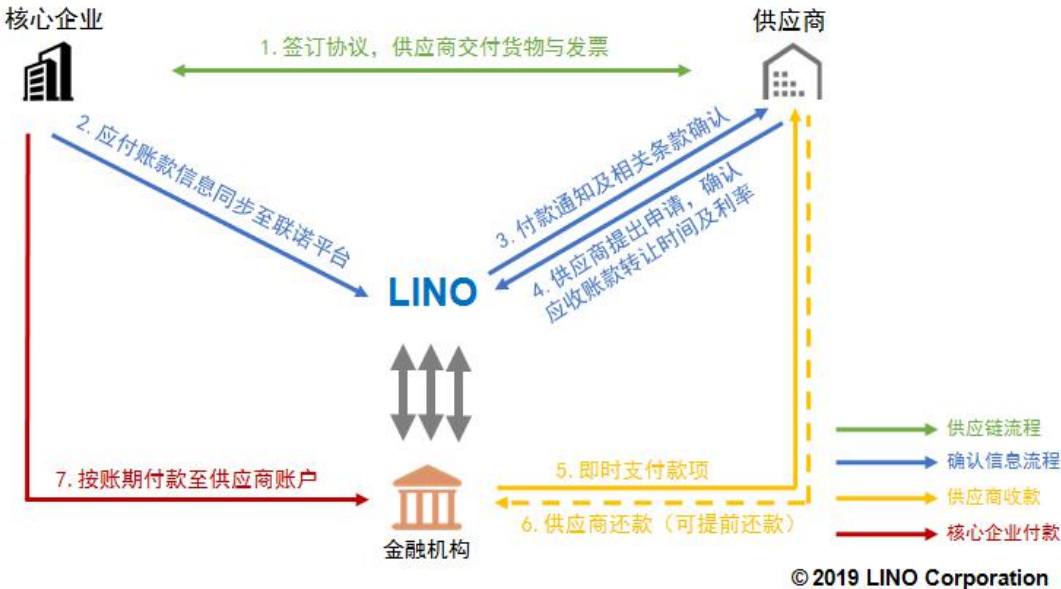 核心企业
供应商
1. 签订协议，供应商交付货物与发票
2. 应付账款信息同步至联诺平台
3. 付款通知及相关条款确认
4. 供应商提出申请，确认
应收账款转让时间及利率
LINO
供应链流程
确认信息流程
7. 按账期付款至供应商账户
5. 即时支付款项
供应商收款
6. 供应商还款（可提前还款）
核心企业付款
金融机构
© 2019 LINO Corporation